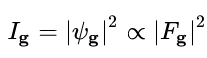 I_𝐠 = |ψ_𝐠|² ∝ |F_g|²